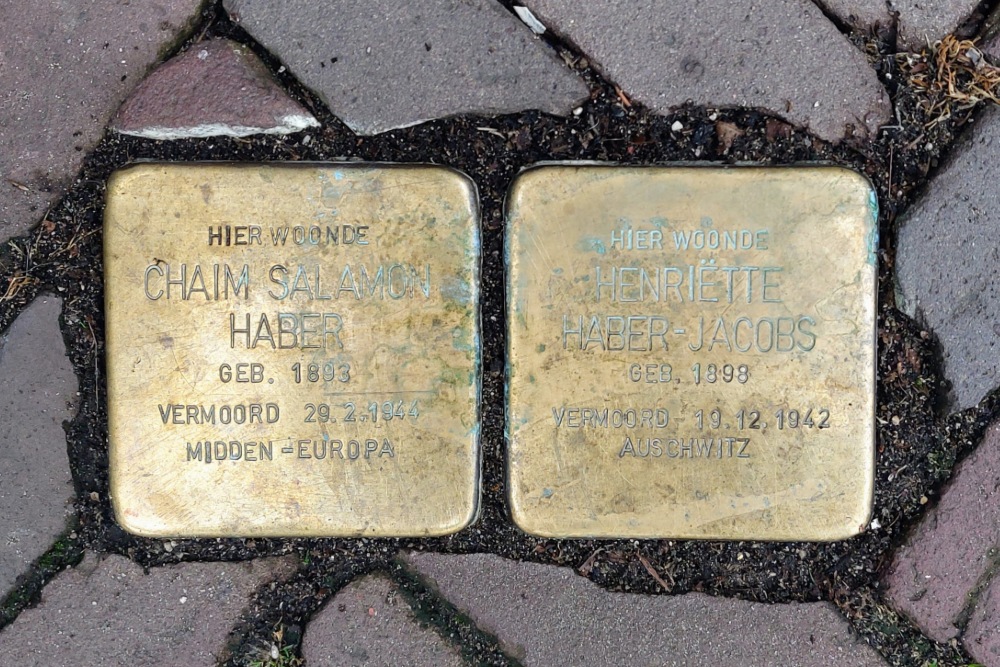 HIER WOONDE
CHAIM SALAMON
HABER
GEB. 1893
VERMOORD 29.2.1944
MIDDEN-EUROPA
HIER WOONDE
HENRIËTTE
HABER-JACOBS
GEB. 1898
VERMOORD 19.12.1942
AUSCHWITZ